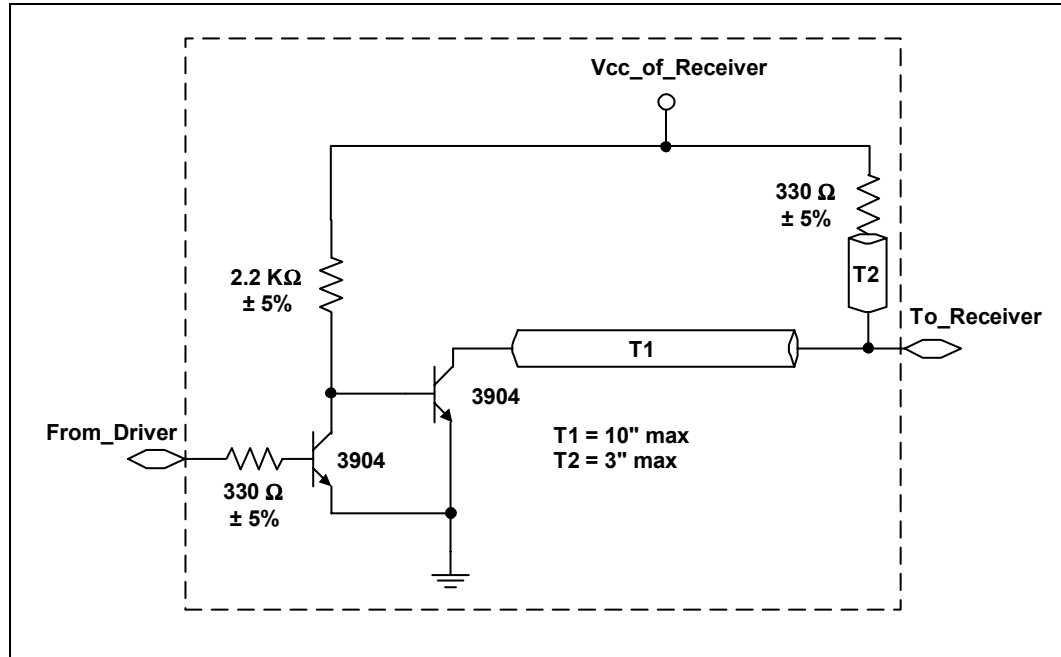 Vcc_of_Receiver
330 Ω
± 5%
T2
2.2 KΩ
± 5%
To_Receiver
T1
3904
From_Driver
T1 = 10" max
T2 = 3" max
3904
330 Ω
± 5%